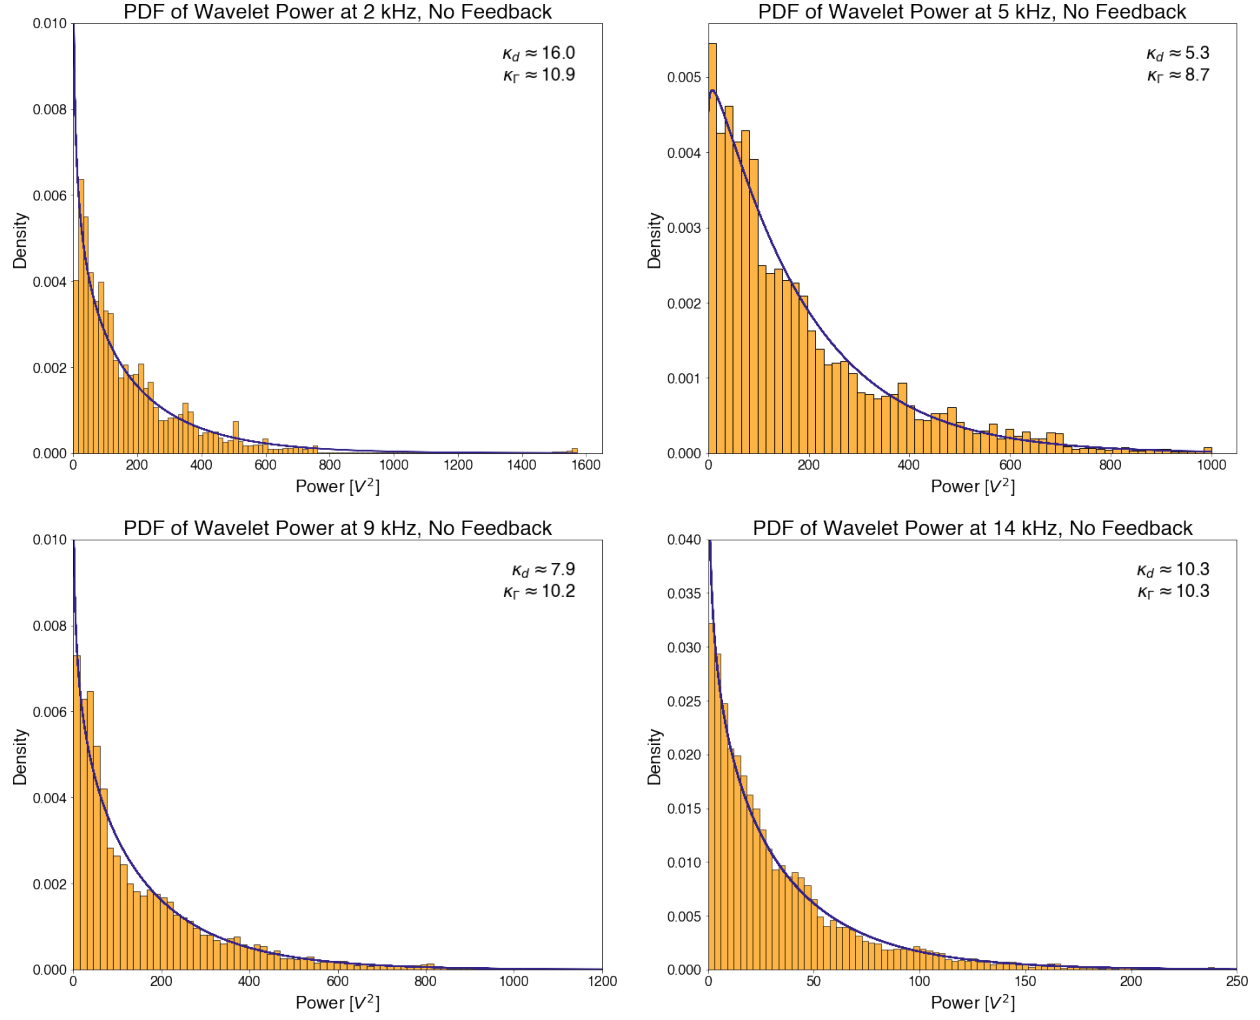 PDF of Wavelet Power at 2 kHz, No Feedback
κd ≈ 16.0
κΓ ≈ 10.9
0.010
0.008
0.006
0.004
0.002
0.000
Density
0 200 400 600 800 1000 1200 1400 1600
Power [V²]
PDF of Wavelet Power at 5 kHz, No Feedback
κd ≈ 5.3
κΓ ≈ 8.7
0.005
0.004
0.003
0.002
0.001
0.000
Density
0 200 400 600 800 1000
Power [V²]
PDF of Wavelet Power at 9 kHz, No Feedback
κd ≈ 7.9
κΓ ≈ 10.2
0.010
0.008
0.006
0.004
0.002
0.000
Density
0 200 400 600 800 1000 1200
Power [V²]
PDF of Wavelet Power at 14 kHz, No Feedback
κd ≈ 10.3
κΓ ≈ 10.3
0.040
0.035
0.030
0.025
0.020
0.015
0.010
0.005
0.000
Density
0 50 100 150 200 250
Power [V²]